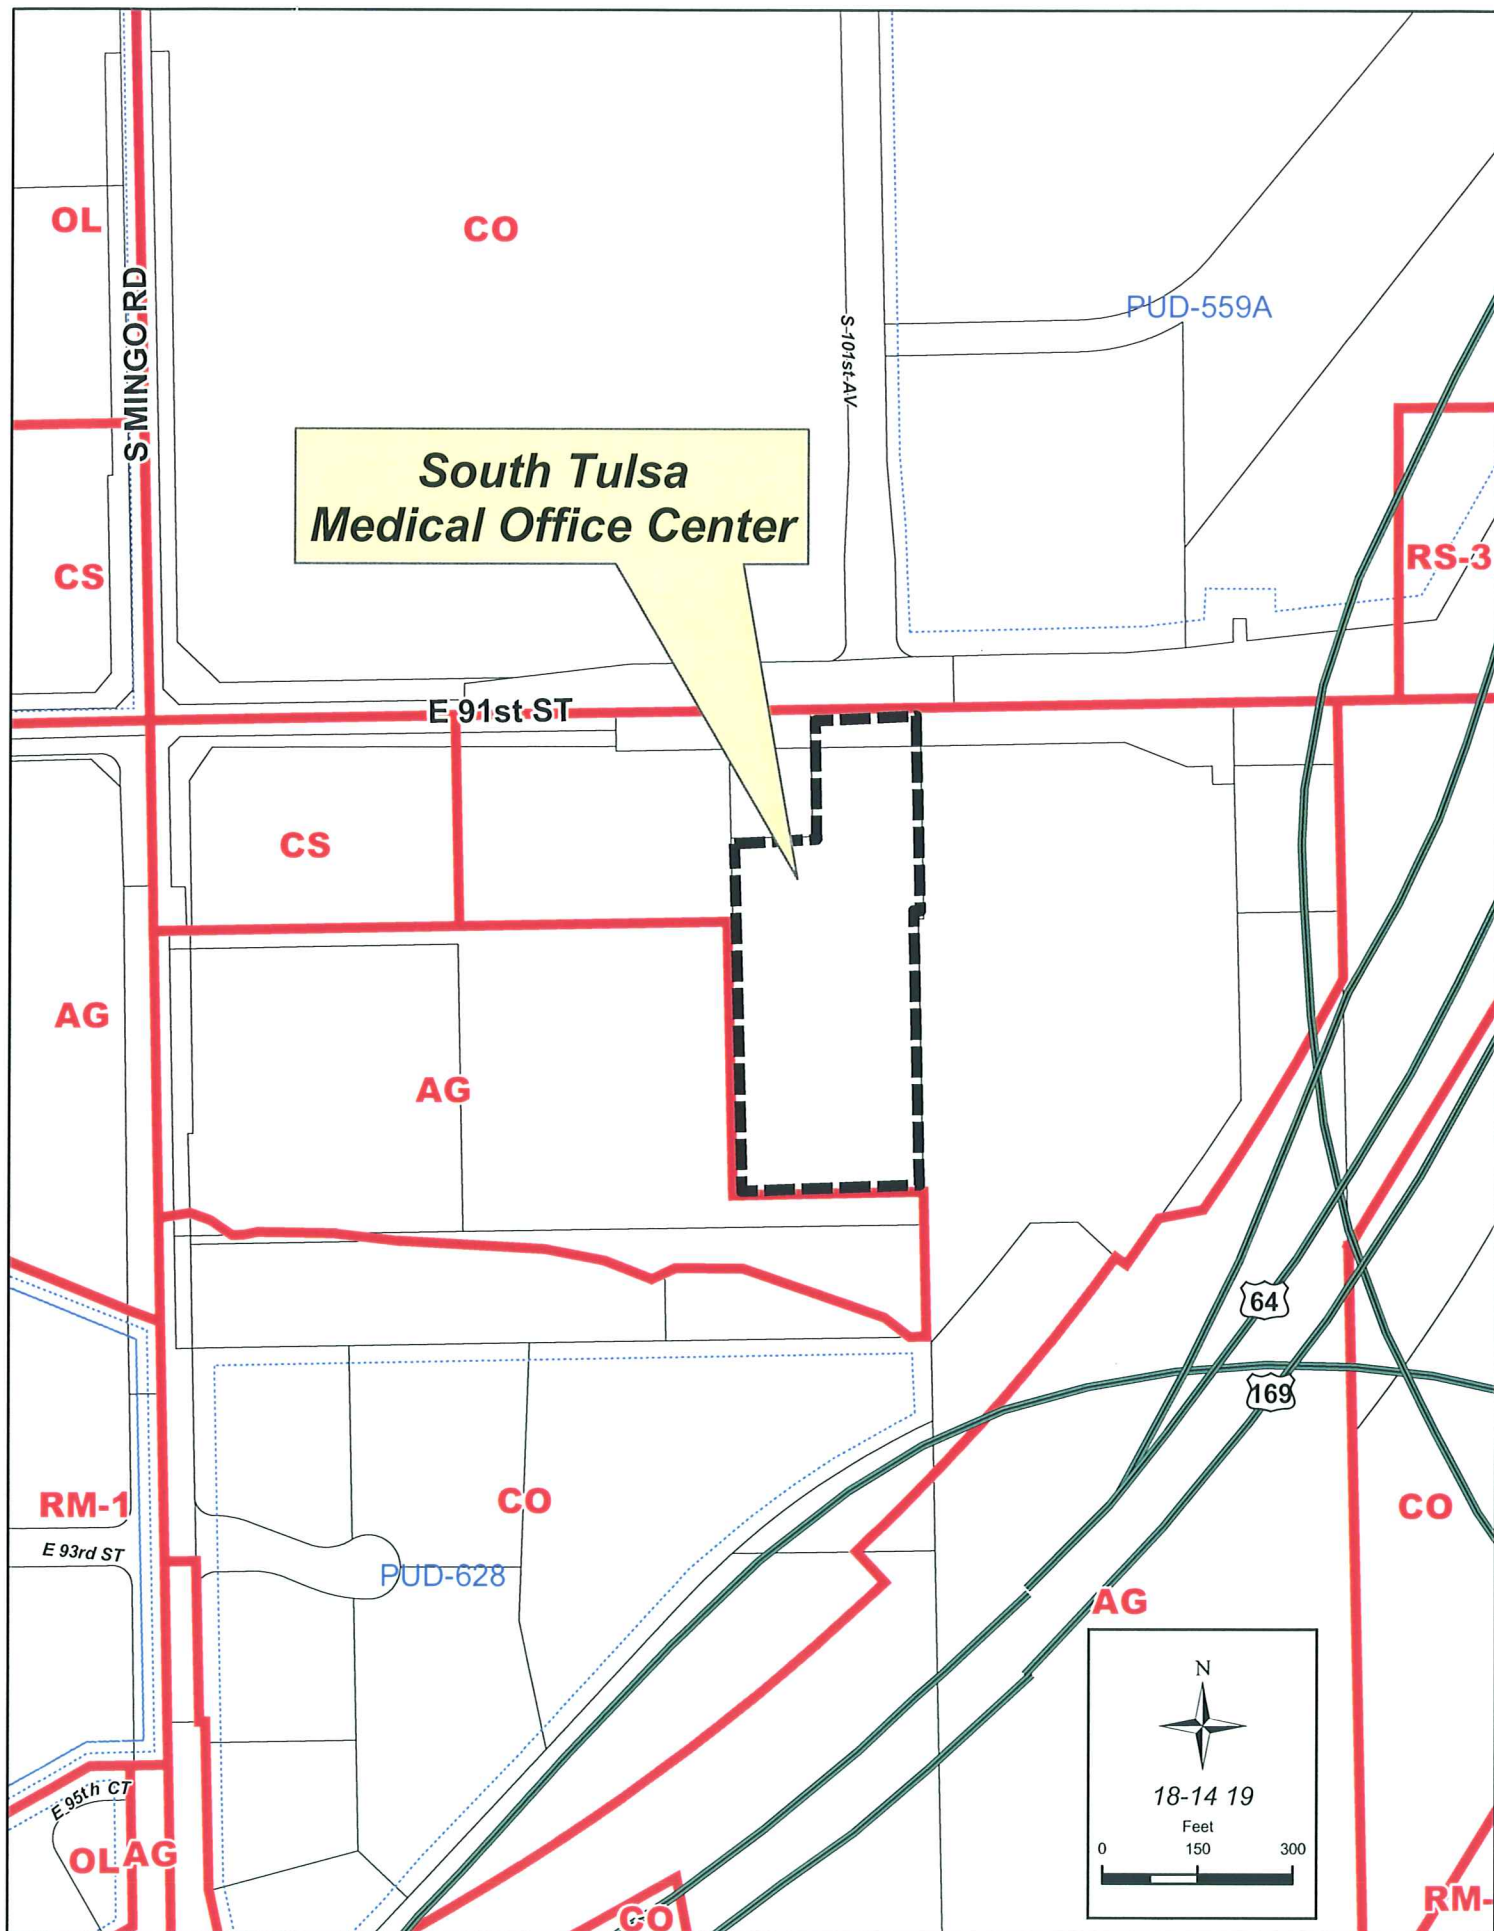 OL
CO
S MINGO RD
S 101st AV
PUD-559A
South Tulsa
Medical Office Center
CS
RS-3
E 91st ST
CS
AG
AG
64
169
RM-1
CO
CO
E 93rd ST
PUD-628
AG
N
18-14 19
Feet
0 150 300
E 95th CT
OL
AG
CO
RM-